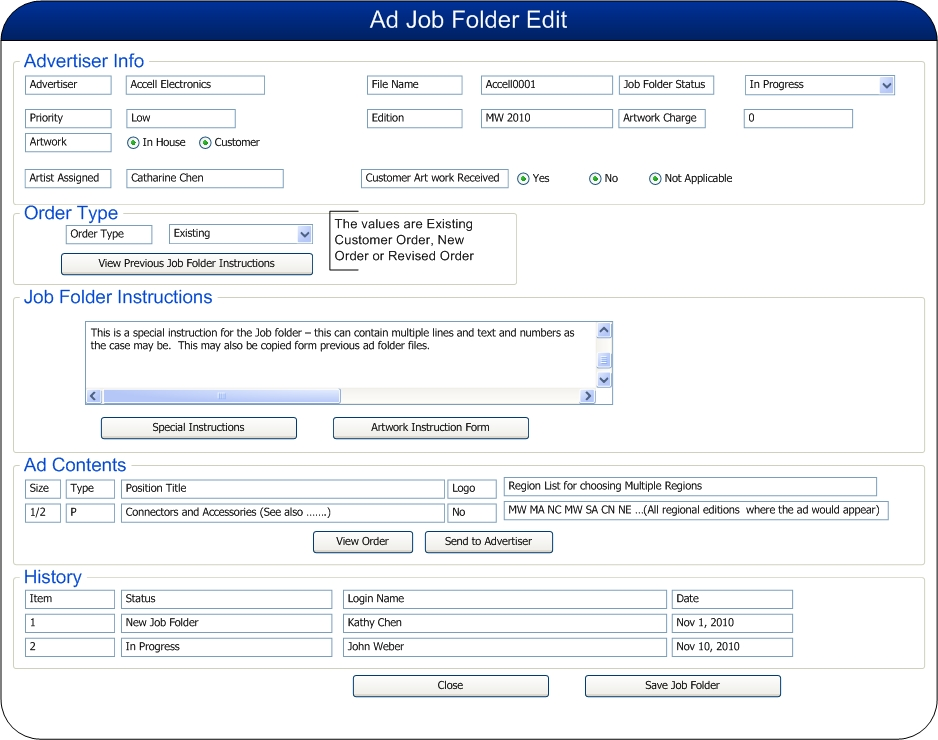 Ad Job Folder Edit
Advertiser Info
Advertiser Accell Electronics File Name Accell0001 Job Folder Status In Progress
Priority Low Edition MW 2010 Artwork Charge 0
Artwork In House Customer
Artist Assigned Catharine Chen Customer Art work Received Yes No Not Applicable
Order Type
Order Type Existing
The values are Existing
Customer Order, New
Order or Revised Order
View Previous Job Folder Instructions
Job Folder Instructions
This is a special instruction for the Job folder – this can contain multiple lines and text and numbers as
the case may be. This may also be copied form previous ad folder files.
Special Instructions Artwork Instruction Form
Ad Contents
Size Type Position Title Logo Region List for choosing Multiple Regions
1/2 P Connectors and Accessories (See also …….) No MW MA NC MW SA CN NE …(All regional editions where the ad would appear)
View Order Send to Advertiser
History
Item Status Login Name Date
1 New Job Folder Kathy Chen Nov 1, 2010
2 In Progress John Weber Nov 10, 2010
Close Save Job Folder